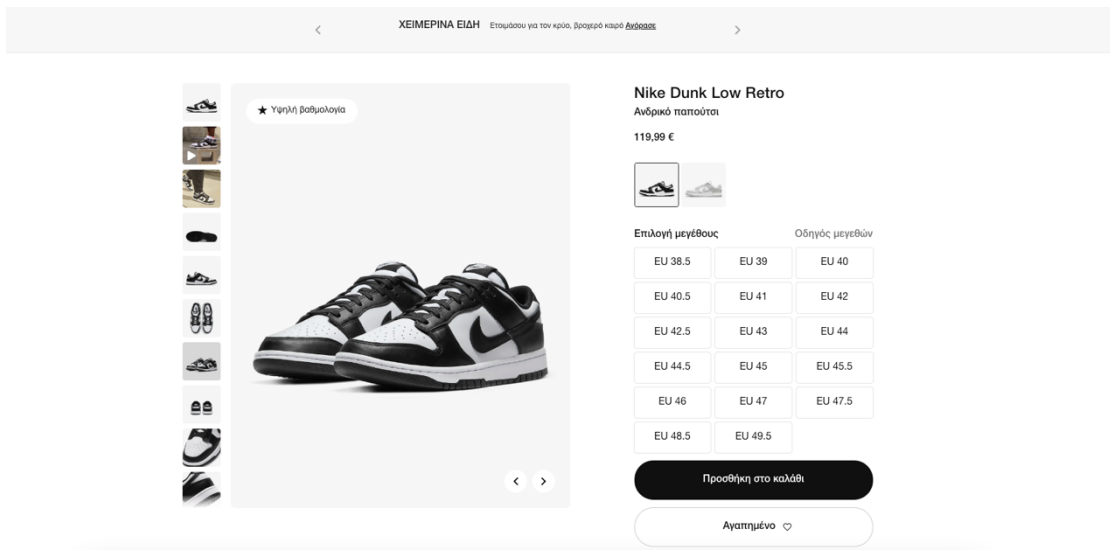 ΧΕΙΜΕΡΙΝΑ ΕΙΔΗ Ετοιμάσου για τον κρύο, βροχερό καιρό Αγόρασε
★ Υψηλή βαθμολογία
Nike Dunk Low Retro
Ανδρικό παπούτσι
119,99 €
Επιλογή μεγέθους Οδηγός μεγεθών
EU 38.5 EU 39 EU 40
EU 40.5 EU 41 EU 42
EU 42.5 EU 43 EU 44
EU 44.5 EU 45 EU 45.5
EU 46 EU 47 EU 47.5
EU 48.5 EU 49.5
Προσθήκη στο καλάθι
Αγαπημένο